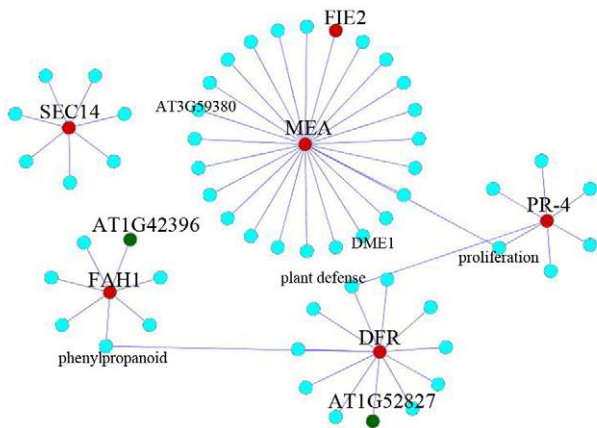 FIE2
AT3G59380
SEC14
MEA
PR-4
AT1G42396
DME1
proliferation
plant defense
FAH1
phenylpropanoid
DFR
AT1G52827